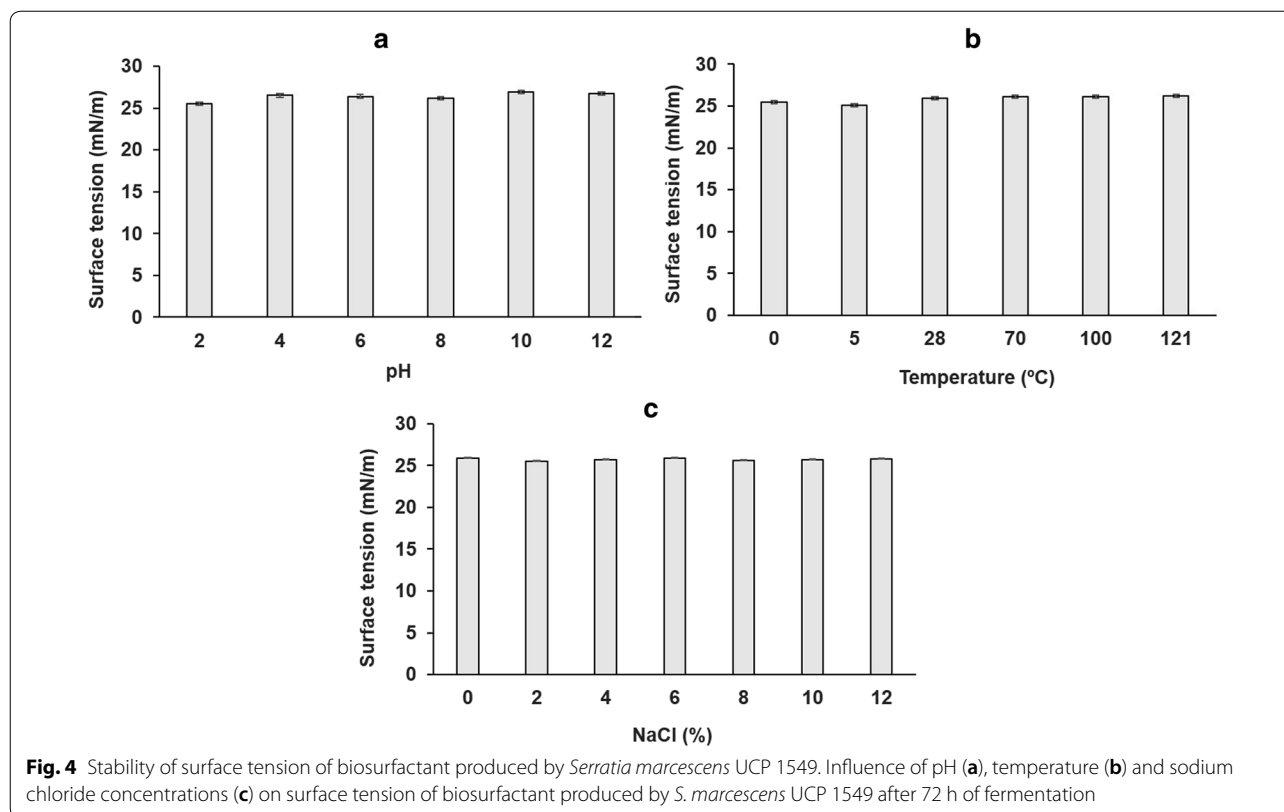 a
30
25
20
15
10
5
0
Surface tension (mN/m)
2 4 6 8 10 12
pH
b
30
25
20
15
10
5
0
Surface tension (mN/m)
0 5 28 70 100 121
Temperature (ºC)
c
30
25
20
15
10
5
0
Surface tension (mN/m)
0 2 4 6 8 10 12
NaCl (%)
Fig. 4 Stability of surface tension of biosurfactant produced by Serratia marcescens UCP 1549. Influence of pH (a), temperature (b) and sodium
chloride concentrations (c) on surface tension of biosurfactant produced by S. marcescens UCP 1549 after 72 h of fermentation